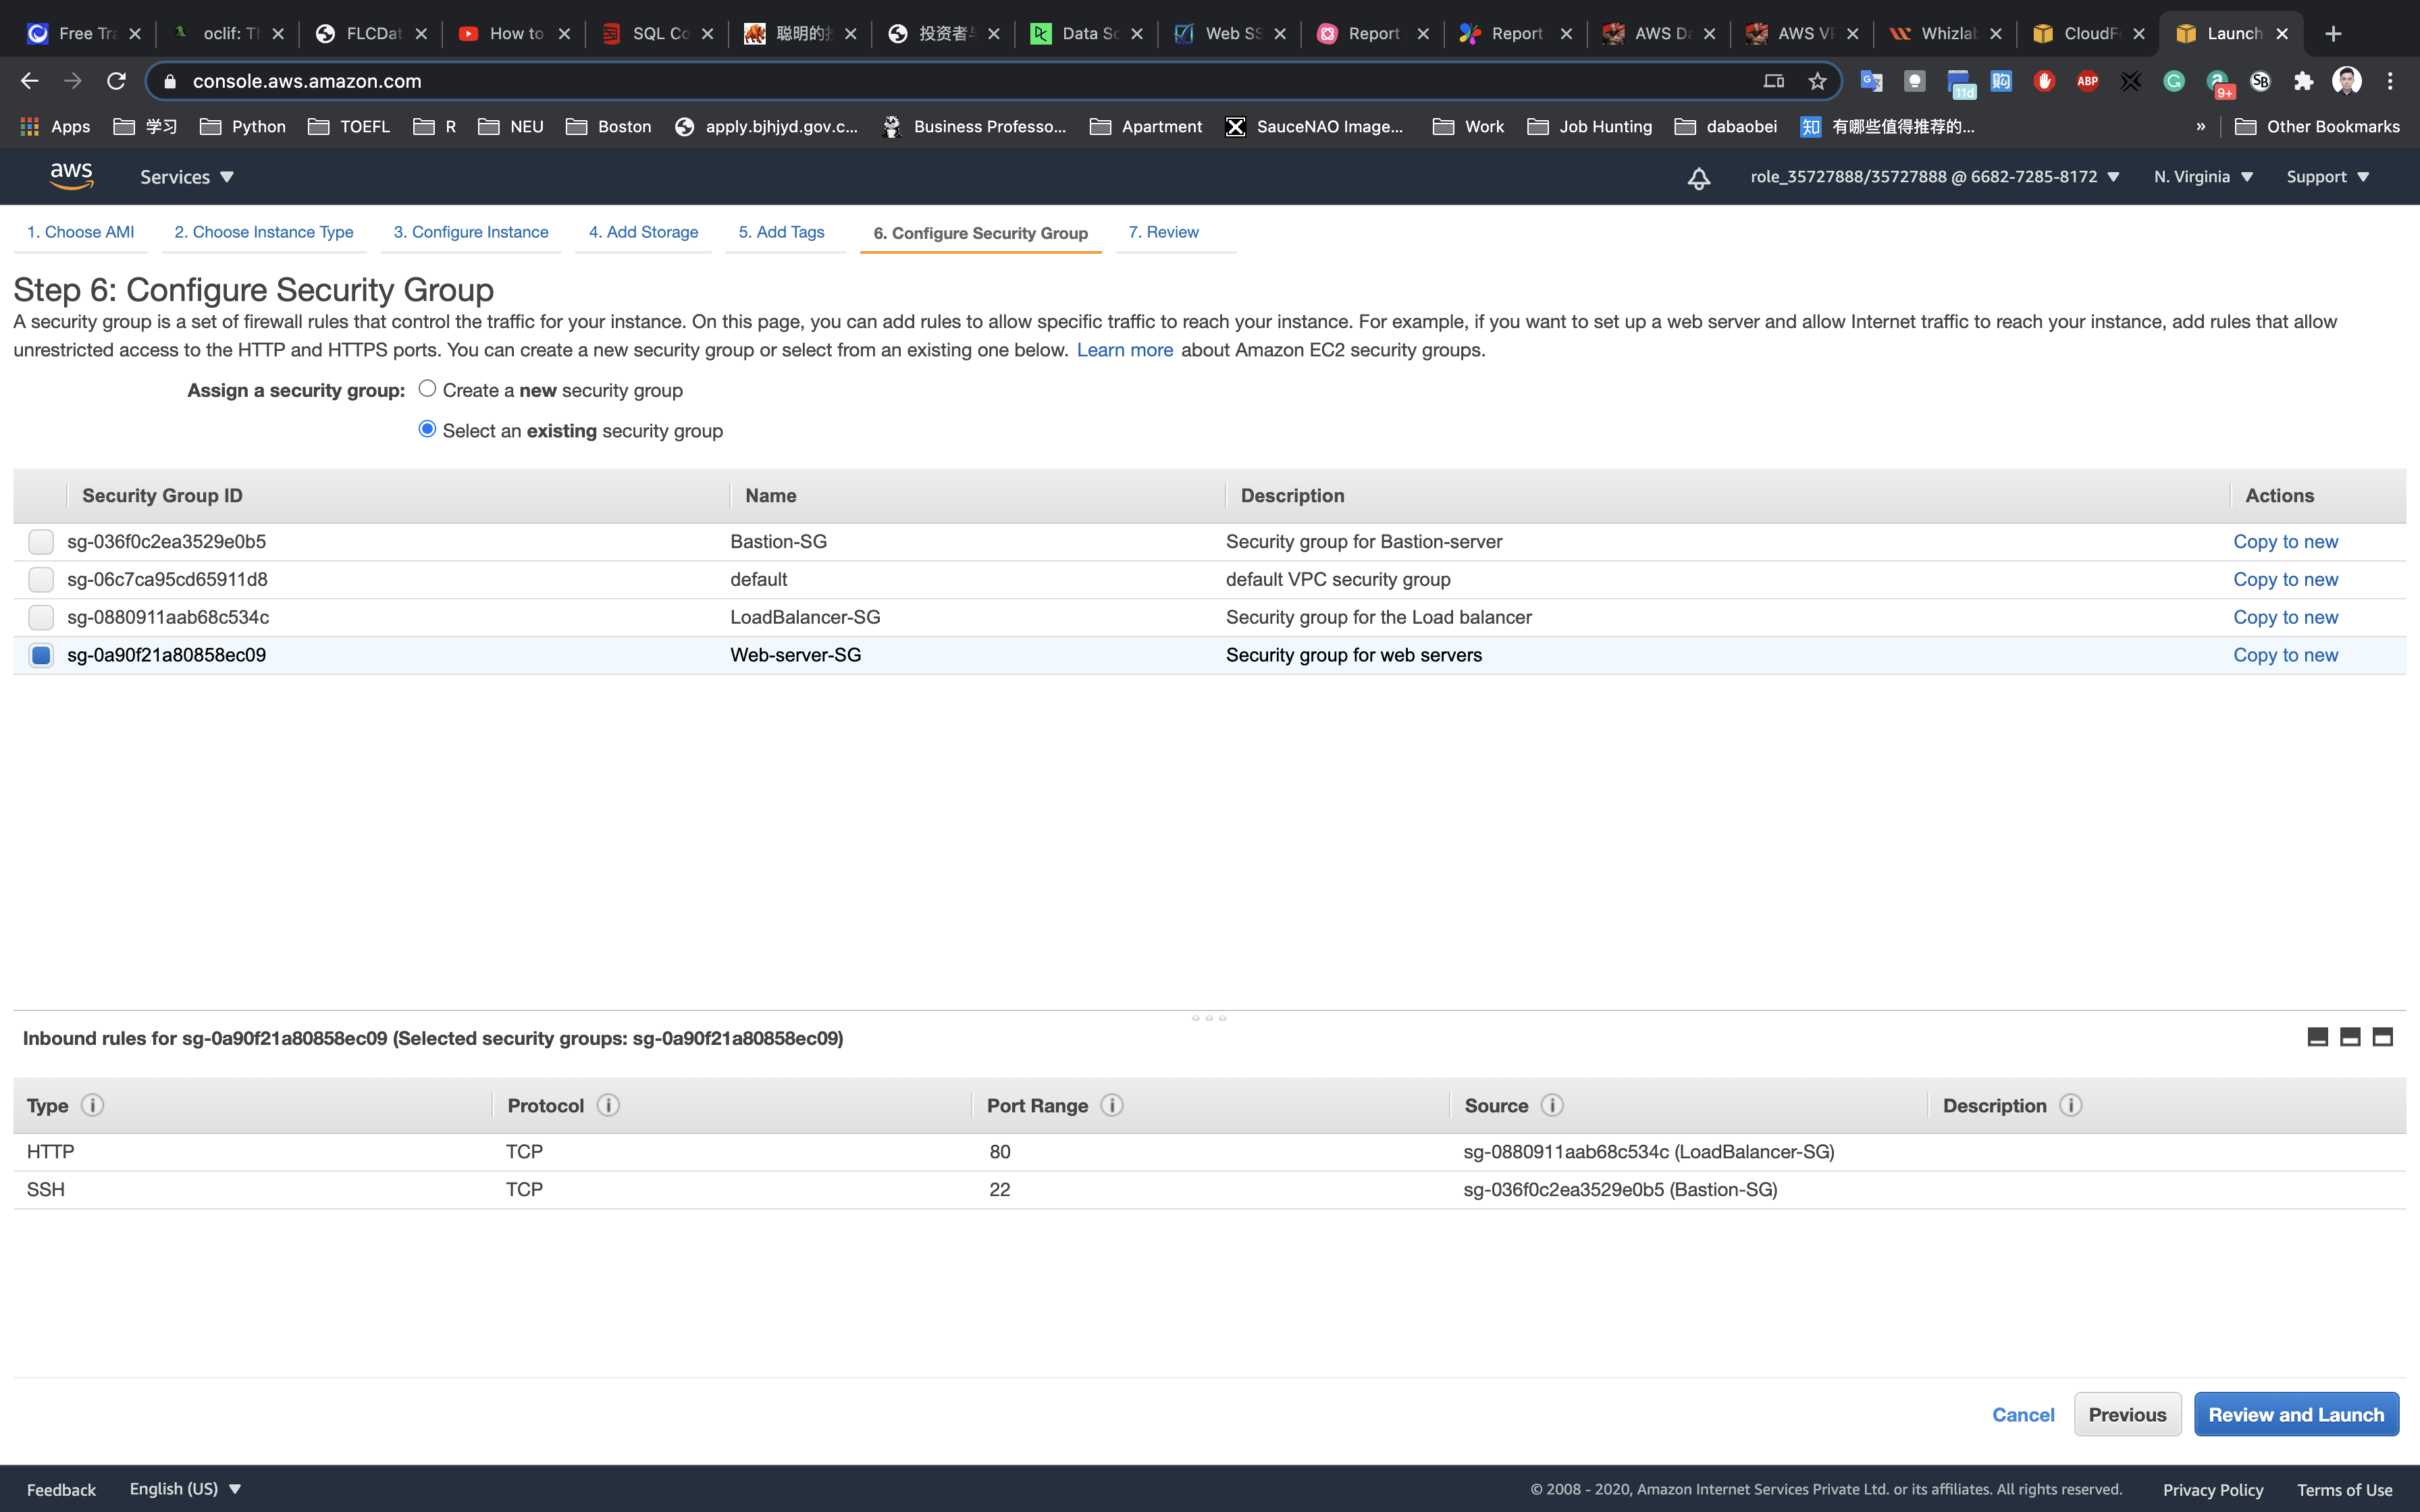 Free Tra
oclif: Th
FLCDat
How to
SQL Co
聪明的
投资者
Data Sc
Web SS
Report
Report
AWS Da
AWS VP
Whizlab
CloudFo
Launch
console.aws.amazon.com
11d
ABP
9+
SB
Apps
学习
Python
TOEFL
R
NEU
Boston
apply.bjhjyd.gov.c...
Business Professo...
Apartment
SauceNAO Image...
Work
Job Hunting
dabaobei
知 有哪些值得推荐的...
»
Other Bookmarks
aws
Services
role_35727888/35727888 @ 6682-7285-8172
N. Virginia
Support
1. Choose AMI
2. Choose Instance Type
3. Configure Instance
4. Add Storage
5. Add Tags
6. Configure Security Group
7. Review
Step 6: Configure Security Group
A security group is a set of firewall rules that control the traffic for your instance. On this page, you can add rules to allow specific traffic to reach your instance. For example, if you want to set up a web server and allow Internet traffic to reach your instance, add rules that allow
unrestricted access to the HTTP and HTTPS ports. You can create a new security group or select from an existing one below. Learn more about Amazon EC2 security groups.
Assign a security group: Create a new security group
Select an existing security group
Security Group ID Name Description Actions
sg-036f0c2ea3529e0b5 Bastion-SG Security group for Bastion-server Copy to new
sg-06c7ca95cd65911d8 default default VPC security group Copy to new
sg-0880911aab68c534c LoadBalancer-SG Security group for the Load balancer Copy to new
sg-0a90f21a80858ec09 Web-server-SG Security group for web servers Copy to new
Inbound rules for sg-0a90f21a80858ec09 (Selected security groups: sg-0a90f21a80858ec09)
Type Protocol Port Range Source Description
HTTP TCP 80 sg-0880911aab68c534c (LoadBalancer-SG)
SSH TCP 22 sg-036f0c2ea3529e0b5 (Bastion-SG)
Cancel Previous Review and Launch
Feedback English (US) © 2008 - 2020, Amazon Internet Services Private Ltd. or its affiliates. All rights reserved. Privacy Policy Terms of Use